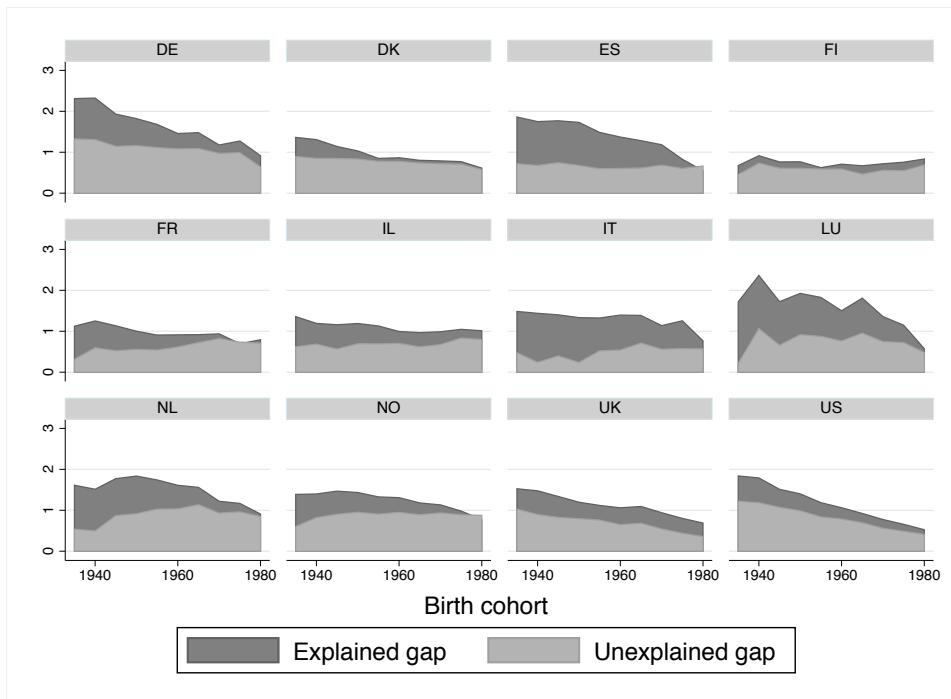 DE DK ES FI
3
2
1
0
FR IL IT LU
3
2
1
0
NL NO UK US
3
2
1
0
1940 1960 1980 1940 1960 1980 1940 1960 1980 1940 1960 1980
Birth cohort
Explained gap Unexplained gap